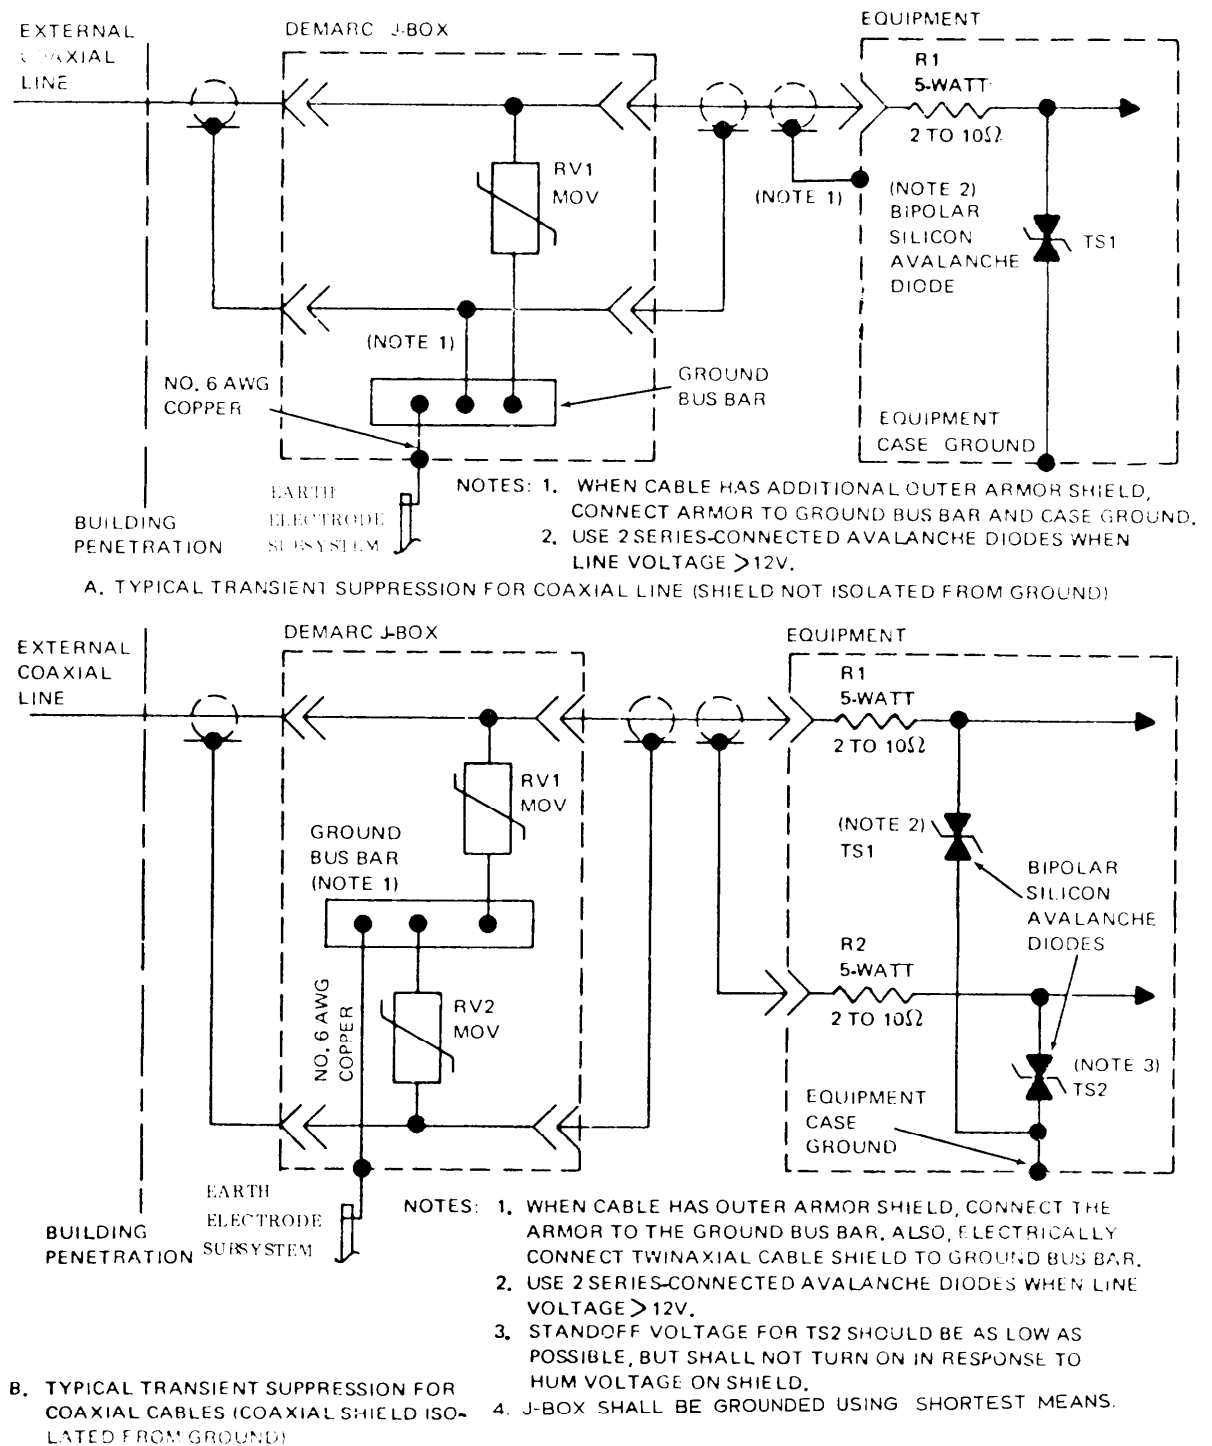 EXTERNAL
COAXIAL
LINE
DEMARC J-BOX
EQUIPMENT
R1
5-WATT
2 TO 10Ω
RV1
MOV
(NOTE 1)
(NOTE 2)
BIPOLAR
SILICON
AVALANCHE
DIODE
TS1
(NOTE 1)
NO. 6 AWG
COPPER
GROUND
BUS BAR
EQUIPMENT
CASE GROUND
EARTH
ELECTRODE
SUBSYSTEM
BUILDING
PENETRATION
NOTES: 1. WHEN CABLE HAS ADDITIONAL OUTER ARMOR SHIELD,
CONNECT ARMOR TO GROUND BUS BAR AND CASE GROUND.
2. USE 2 SERIES-CONNECTED AVALANCHE DIODES WHEN
LINE VOLTAGE >12V.
A. TYPICAL TRANSIENT SUPPRESSION FOR COAXIAL LINE (SHIELD NOT ISOLATED FROM GROUND)
EXTERNAL
COAXIAL
LINE
DEMARC J-BOX
EQUIPMENT
R1
5-WATT
2 TO 10Ω
RV1
MOV
GROUND
BUS BAR
(NOTE 1)
(NOTE 2)
TS1
BIPOLAR
SILICON
AVALANCHE
DIODES
R2
5-WATT
2 TO 10Ω
NO. 6 AWG
COPPER
RV2
MOV
(NOTE 3)
TS2
EQUIPMENT
CASE
GROUND
EARTH
ELECTRODE
SUBSYSTEM
BUILDING
PENETRATION
NOTES: 1. WHEN CABLE HAS OUTER ARMOR SHIELD, CONNECT THE
ARMOR TO THE GROUND BUS BAR. ALSO, ELECTRICALLY
CONNECT TWINAXIAL CABLE SHIELD TO GROUND BUS BAR.
2. USE 2 SERIES-CONNECTED AVALANCHE DIODES WHEN LINE
VOLTAGE >12V.
3. STANDOFF VOLTAGE FOR TS2 SHOULD BE AS LOW AS
POSSIBLE, BUT SHALL NOT TURN ON IN RESPONSE TO
HUM VOLTAGE ON SHIELD.
4. J-BOX SHALL BE GROUNDED USING SHORTEST MEANS.
B. TYPICAL TRANSIENT SUPPRESSION FOR
COAXIAL CABLES (COAXIAL SHIELD ISO-
LATED FROM GROUND)